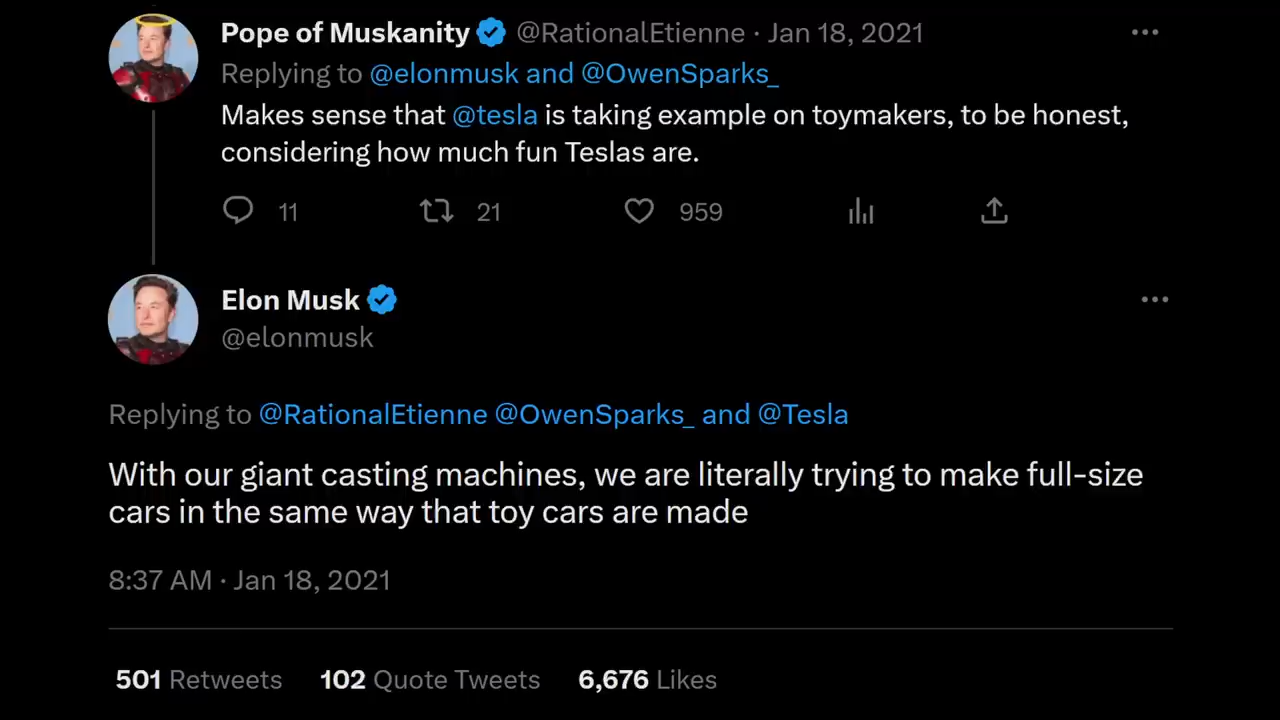 Pope of Muskanity @RationalEtienne · Jan 18, 2021
Replying to @elonmusk and @OwenSparks_
Makes sense that @tesla is taking example on toymakers, to be honest,
considering how much fun Teslas are.
11 21 959
Elon Musk
@elonmusk
Replying to @RationalEtienne @OwenSparks_ and @Tesla
With our giant casting machines, we are literally trying to make full-size
cars in the same way that toy cars are made
8:37 AM · Jan 18, 2021
501 Retweets 102 Quote Tweets 6,676 Likes